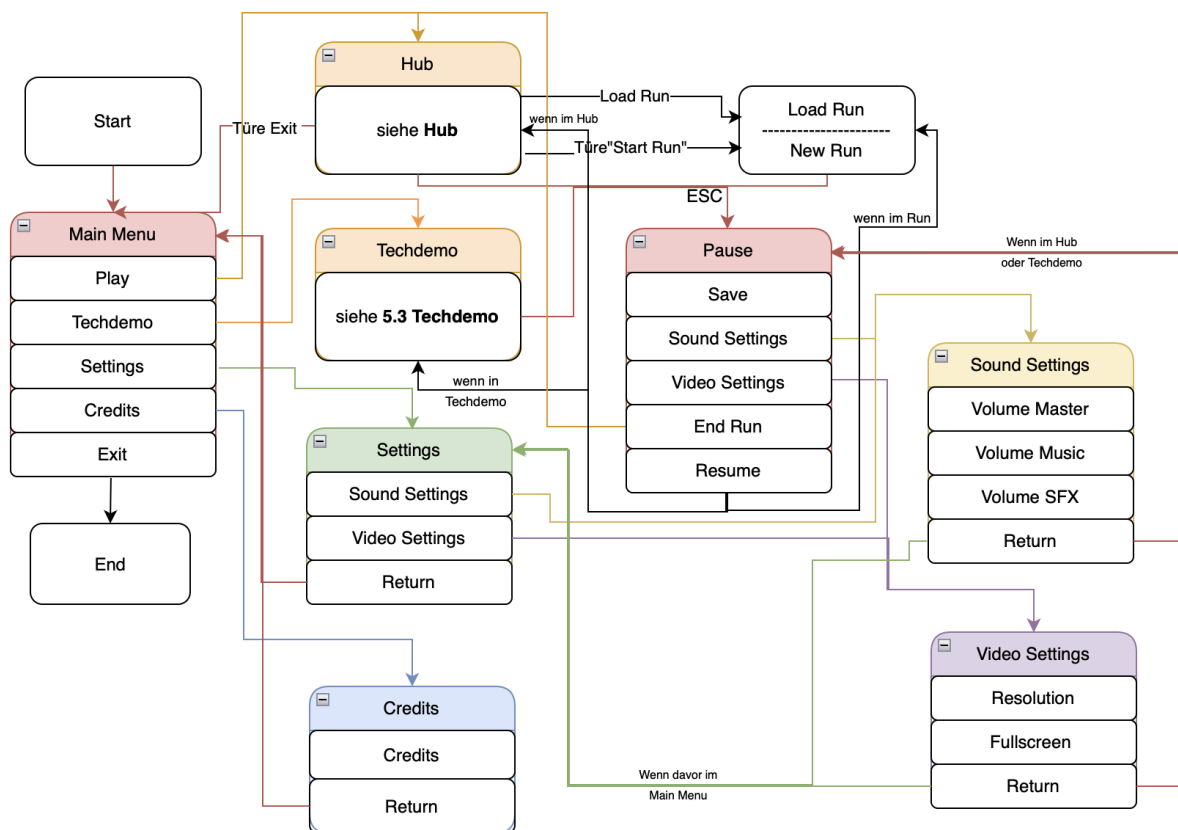 Hub
siehe Hub
Start
Load Run
wenn im Hub
Türe Exit
Türe"Start Run"
Load Run
New Run
ESC
wenn im Run
Main Menu
Play
Techdemo
Settings
Credits
Exit
End
Techdemo
siehe 5.3 Techdemo
wenn in
Techdemo
Pause
Save
Sound Settings
Video Settings
End Run
Resume
Wenn im Hub
oder Techdemo
Settings
Sound Settings
Video Settings
Return
Sound Settings
Volume Master
Volume Music
Volume SFX
Return
Credits
Credits
Return
Wenn davor im
Main Menu
Video Settings
Resolution
Fullscreen
Return